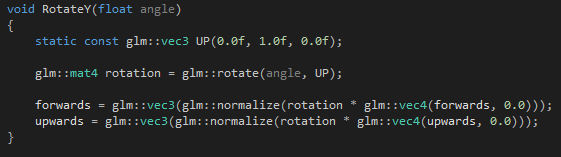 void RotateY(float angle)
{
static const glm::vec3 UP(0.0f, 1.0f, 0.0f);
glm::mat4 rotation = glm::rotate(angle, UP);
forwards = glm::vec3(glm::normalize(rotation * glm::vec4(forwards, 0.0)));
upwards = glm::vec3(glm::normalize(rotation * glm::vec4(upwards, 0.0)));
}